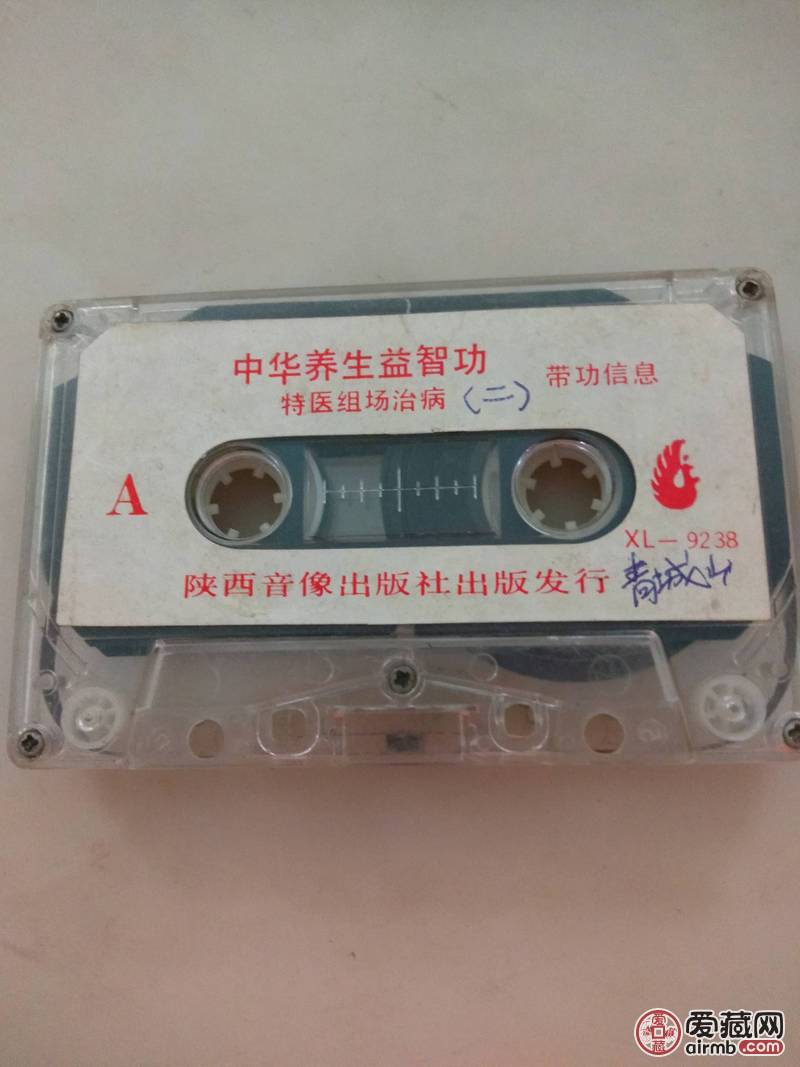 中华养生益智功
特医组场治病 (二) 带功信息
A
XL—9238
陕西音像出版社出版发行 青城山
爱藏网
airmb.com